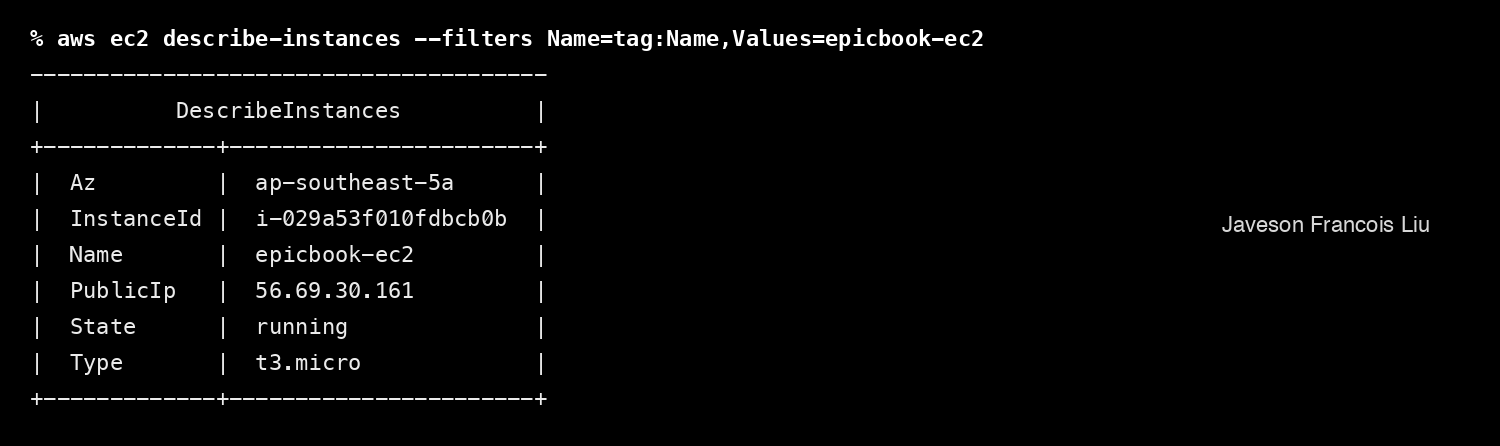 % aws ec2 describe-instances --filters Name=tag:Name,Values=epicbook-ec2
---------------------------------------
|          DescribeInstances          |
+-------------+-----------------------+
|  Az         |  ap-southeast-5a      |
|  InstanceId |  i-029a53f010fdbcb0b  |
Javeson Francois Liu
|  Name       |  epicbook-ec2         |
|  PublicIp   |  56.69.30.161         |
|  State      |  running              |
|  Type       |  t3.micro             |
+-------------+-----------------------+